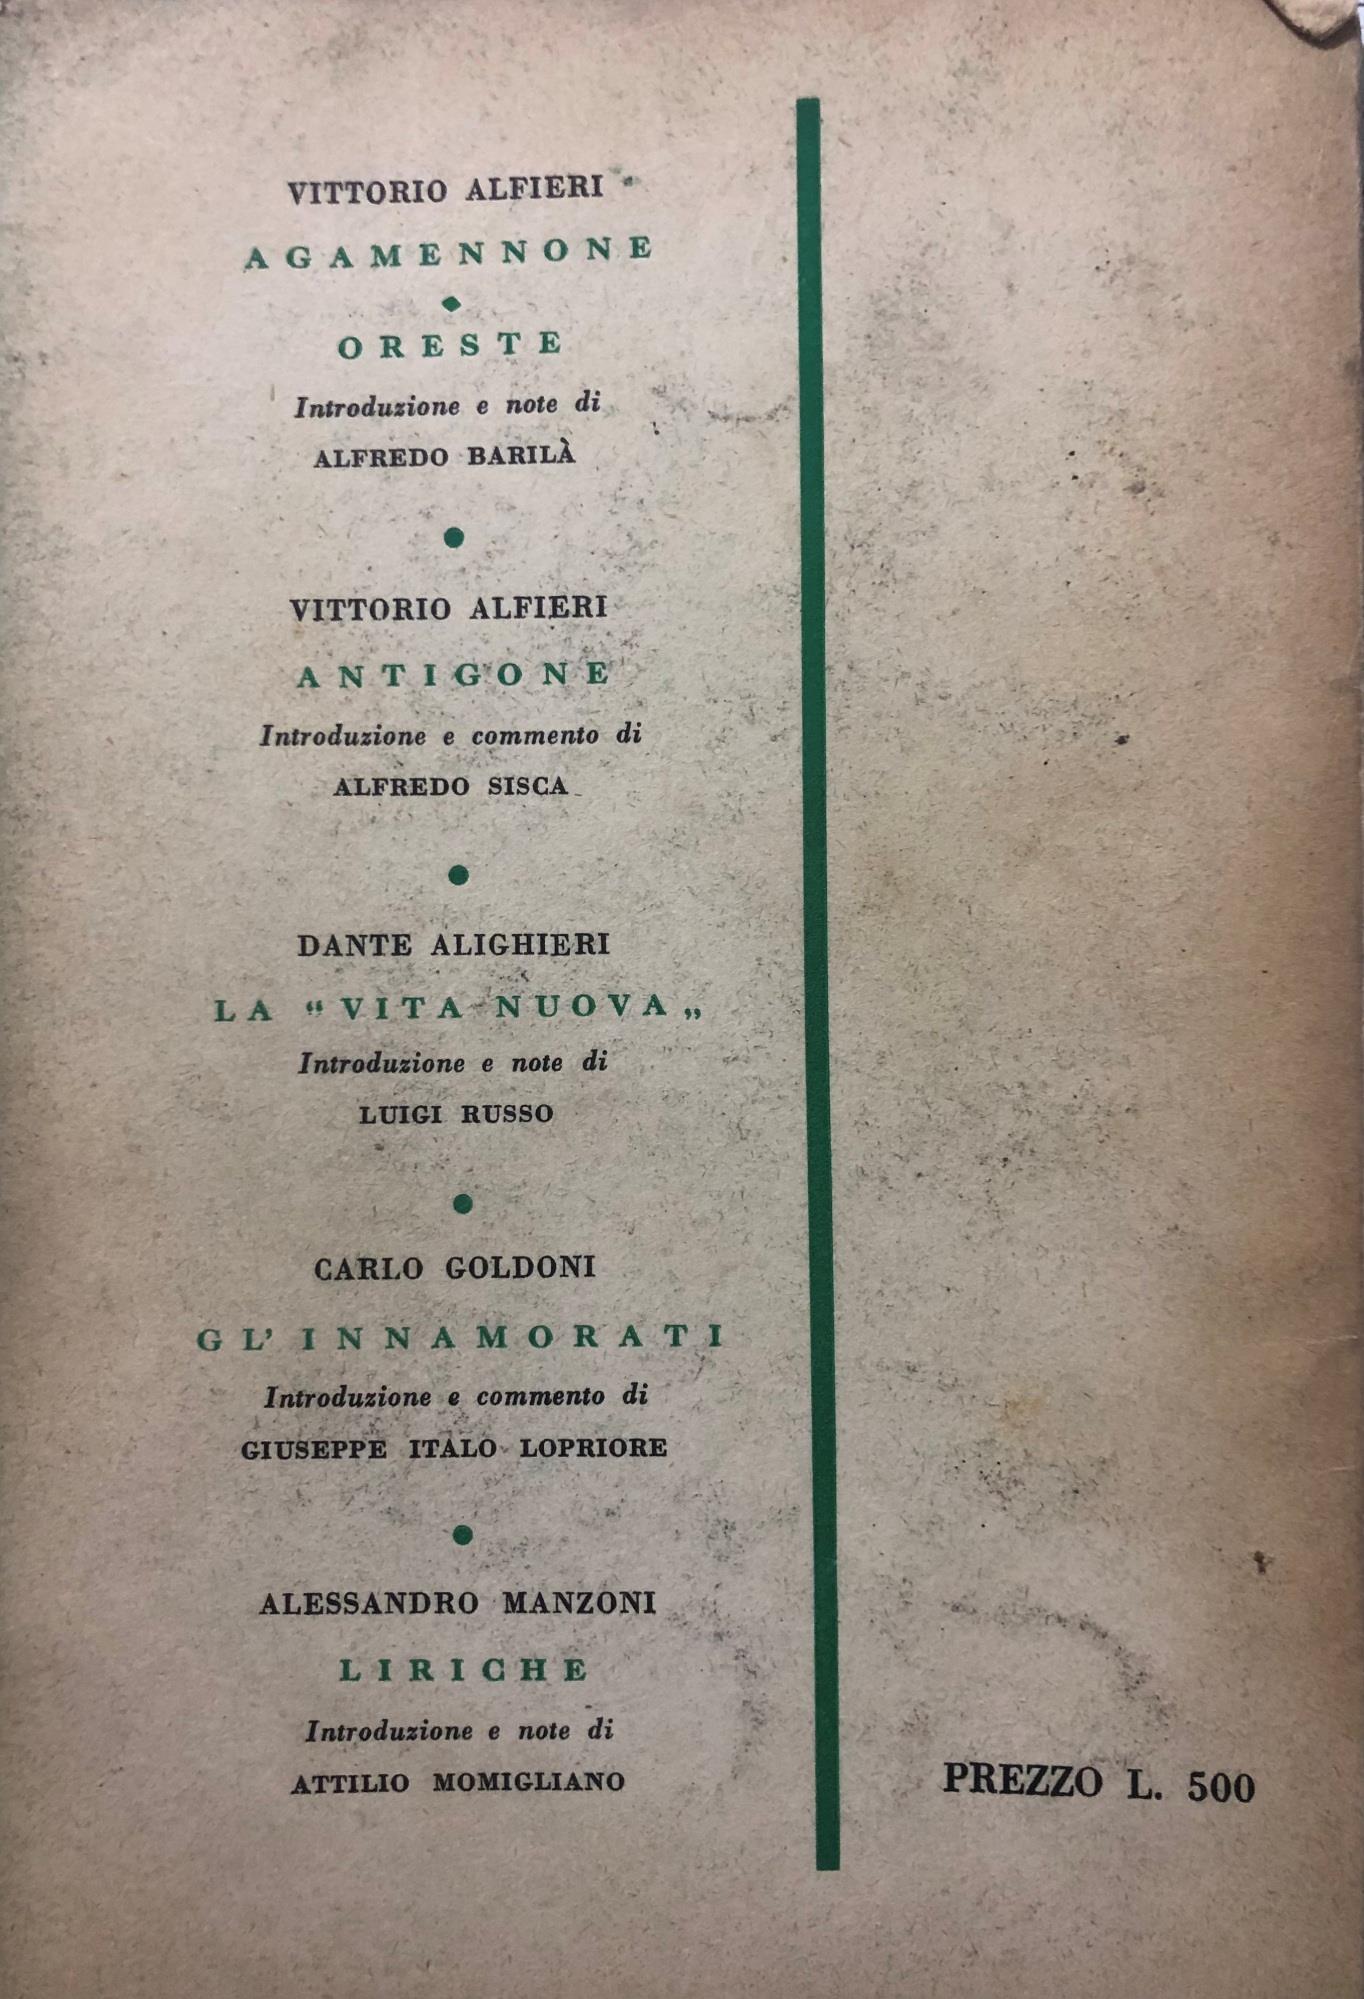 VITTORIO ALFIERI
AGAMENNONE
ORESTE
Introduzione e note di
ALFREDO BARILÀ
VITTORIO ALFIERI
ANTIGONE
Introduzione e commento di
ALFREDO SISCA
DANTE ALIGHIERI
LA “VITA NUOVA„
Introduzione e note di
LUIGI RUSSO
CARLO GOLDONI
GL’INNAMORATI
Introduzione e commento di
GIUSEPPE ITALO LOPRIORE
ALESSANDRO MANZONI
LIRICHE
Introduzione e note di
ATTILIO MOMIGLIANO
PREZZO L. 500